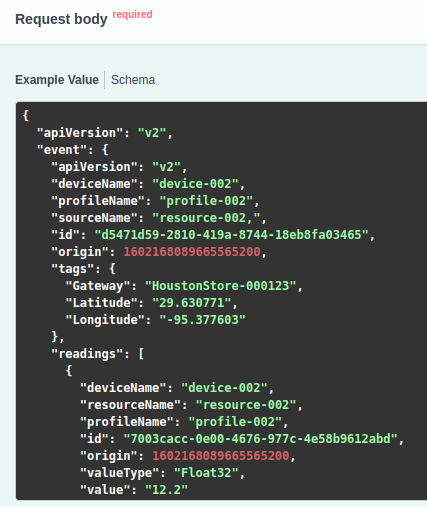 Request body required
Example Value Schema
{
"apiVersion": "v2",
"event": {
"apiVersion": "v2",
"deviceName": "device-002",
"profileName": "profile-002",
"sourceName": "resource-002,",
"id": "d5471d59-2810-419a-8744-18eb8fa03465",
"origin": 1602168089665565200,
"tags": {
"Gateway": "HoustonStore-000123",
"Latitude": "29.630771",
"Longitude": "-95.377603"
},
"readings": [
{
"deviceName": "device-002",
"resourceName": "resource-002",
"profileName": "profile-002",
"id": "7003cacc-0e00-4676-977c-4e58b9612abd",
"origin": 1602168089665565200,
"valueType": "Float32",
"value": "12.2"